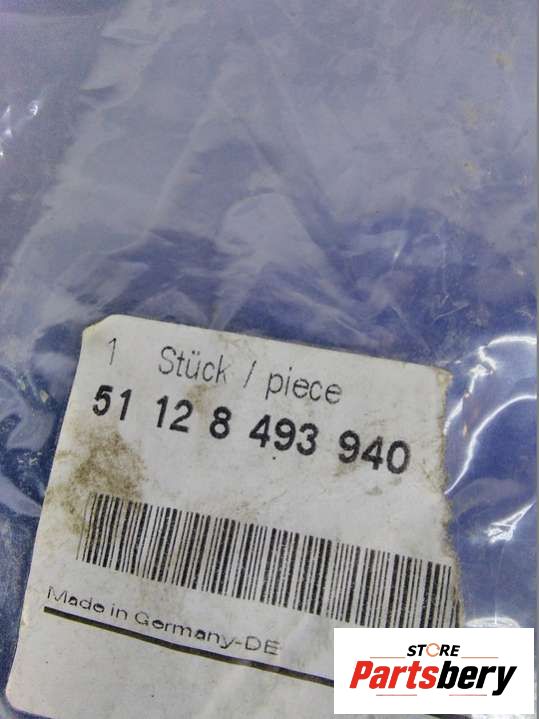 1 Stück / piece
51 12 8 493 940
Made in Germany-DE
STORE
Partsbery